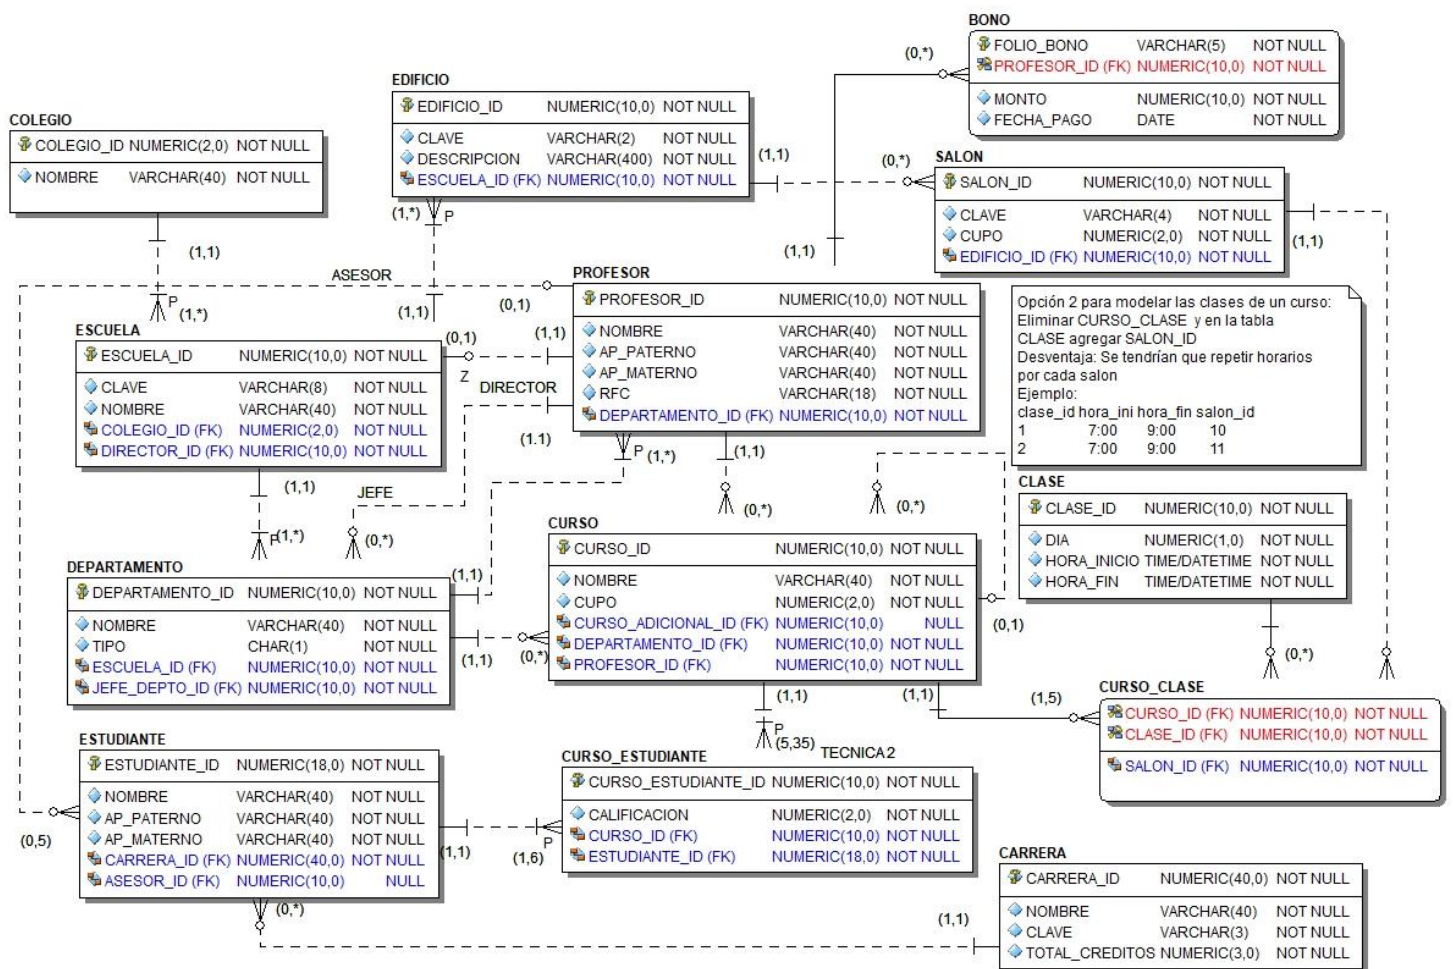 BONO
FOLIO_BONO VARCHAR(5) NOT NULL
PROFESOR_ID (FK) NUMERIC(10,0) NOT NULL
MONTO NUMERIC(10,0) NOT NULL
FECHA_PAGO DATE NOT NULL
(0,*)
EDIFICIO
EDIFICIO_ID NUMERIC(10,0) NOT NULL
CLAVE VARCHAR(2) NOT NULL
DESCRIPCION VARCHAR(400) NOT NULL
ESCUELA_ID (FK) NUMERIC(10,0) NOT NULL
(1,1)
(0,*)
(1,*)
P
COLEGIO
COLEGIO_ID NUMERIC(2,0) NOT NULL
NOMBRE VARCHAR(40) NOT NULL
(1,1)
P
(1,*)
SALON
SALON_ID NUMERIC(10,0) NOT NULL
CLAVE VARCHAR(4) NOT NULL
CUPO NUMERIC(2,0) NOT NULL
EDIFICIO_ID (FK) NUMERIC(10,0) NOT NULL
(1,1)
(1,1)
ASESOR
(0,1)
(1,1)
PROFESOR
PROFESOR_ID NUMERIC(10,0) NOT NULL
NOMBRE VARCHAR(40) NOT NULL
AP_PATERNO VARCHAR(40) NOT NULL
AP_MATERNO VARCHAR(40) NOT NULL
RFC VARCHAR(18) NOT NULL
DEPARTAMENTO_ID (FK) NUMERIC(10,0) NOT NULL
Opción 2 para modelar las clases de un curso:
Eliminar CURSO_CLASE y en la tabla
CLASE agregar SALON_ID
Desventaja: Se tendrían que repetir horarios
por cada salon
Ejemplo:
clase_id hora_ini hora_fin salon_id
1 7:00 9:00 10
2 7:00 9:00 11
ESCUELA
ESCUELA_ID NUMERIC(10,0) NOT NULL
CLAVE VARCHAR(8) NOT NULL
NOMBRE VARCHAR(40) NOT NULL
COLEGIO_ID (FK) NUMERIC(2,0) NOT NULL
DIRECTOR_ID (FK) NUMERIC(10,0) NOT NULL
(0,1)
(1,1)
Z
DIRECTOR
(1.1)
P
(1,*)
(1,1)
(0,*)
(0,*)
(1,1)
P
(1,*)
JEFE
(0,*)
CLASE
CLASE_ID NUMERIC(10,0) NOT NULL
DIA NUMERIC(1,0) NOT NULL
HORA_INICIO TIME/DATETIME NOT NULL
HORA_FIN TIME/DATETIME NOT NULL
(0,*)
CURSO
CURSO_ID NUMERIC(10,0) NOT NULL
NOMBRE VARCHAR(40) NOT NULL
CUPO NUMERIC(2,0) NOT NULL
CURSO_ADICIONAL_ID (FK) NUMERIC(10,0) NULL
DEPARTAMENTO_ID (FK) NUMERIC(10,0) NOT NULL
PROFESOR_ID (FK) NUMERIC(10,0) NOT NULL
(0,1)
DEPARTAMENTO
DEPARTAMENTO_ID NUMERIC(10,0) NOT NULL
NOMBRE VARCHAR(40) NOT NULL
TIPO CHAR(1) NOT NULL
ESCUELA_ID (FK) NUMERIC(10,0) NOT NULL
JEFE_DEPTO_ID (FK) NUMERIC(10,0) NOT NULL
(1,1)
(1,1)
(0,*)
(1,1)
P
(5,35)
TECNICA 2
(1,1)
(1,5)
CURSO_CLASE
CURSO_ID (FK) NUMERIC(10,0) NOT NULL
CLASE_ID (FK) NUMERIC(10,0) NOT NULL
SALON_ID (FK) NUMERIC(10,0) NOT NULL
ESTUDIANTE
ESTUDIANTE_ID NUMERIC(18,0) NOT NULL
NOMBRE VARCHAR(40) NOT NULL
AP_PATERNO VARCHAR(40) NOT NULL
AP_MATERNO VARCHAR(40) NOT NULL
CARRERA_ID (FK) NUMERIC(40,0) NOT NULL
ASESOR_ID (FK) NUMERIC(10,0) NULL
(0,5)
(1,1)
(1,6)
P
(0,*)
CURSO_ESTUDIANTE
CURSO_ESTUDIANTE_ID NUMERIC(10,0) NOT NULL
CALIFICACION NUMERIC(2,0) NOT NULL
CURSO_ID (FK) NUMERIC(10,0) NOT NULL
ESTUDIANTE_ID (FK) NUMERIC(18,0) NOT NULL
CARRERA
CARRERA_ID NUMERIC(40,0) NOT NULL
NOMBRE VARCHAR(40) NOT NULL
CLAVE VARCHAR(3) NOT NULL
TOTAL_CREDITOS NUMERIC(3,0) NOT NULL
(1,1)